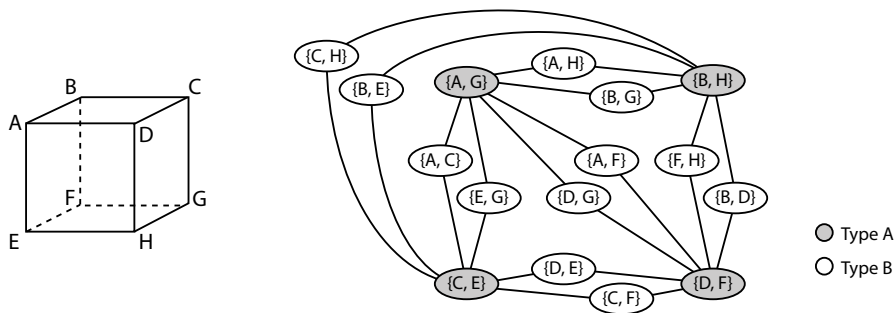 B
C
A
D
F
G
E
H
{C, H}
{B, E}
{A, G}
{A, H}
{B, G}
{B, H}
{A, C}
{E, G}
{A, F}
{D, G}
{F, H}
{B, D}
{C, E}
{D, E}
{C, F}
{D, F}
Type A
Type B